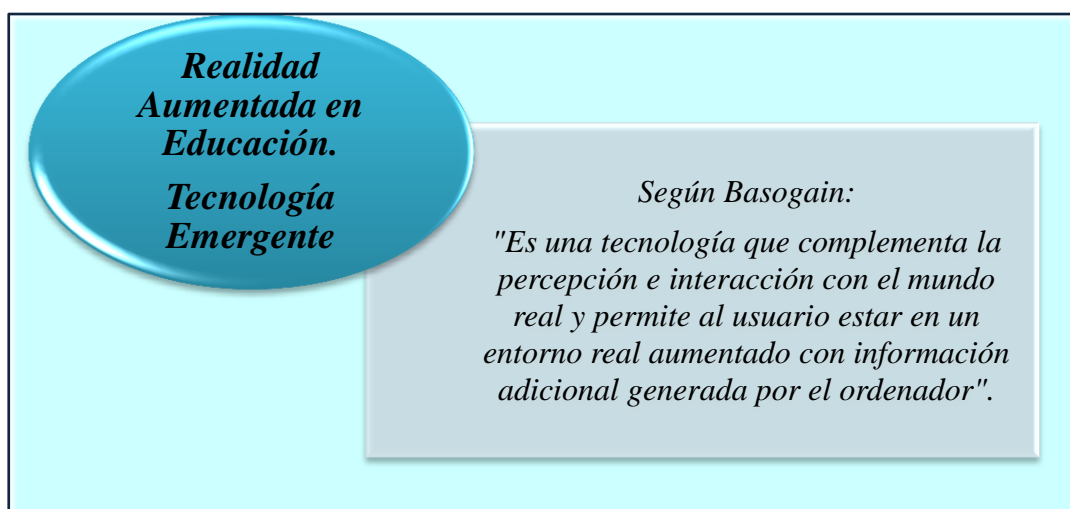 Realidad
Aumentada en
Educación.
Tecnología
Emergente
Según Basogain:
"Es una tecnología que complementa la
percepción e interacción con el mundo
real y permite al usuario estar en un
entorno real aumentado con información
adicional generada por el ordenador".